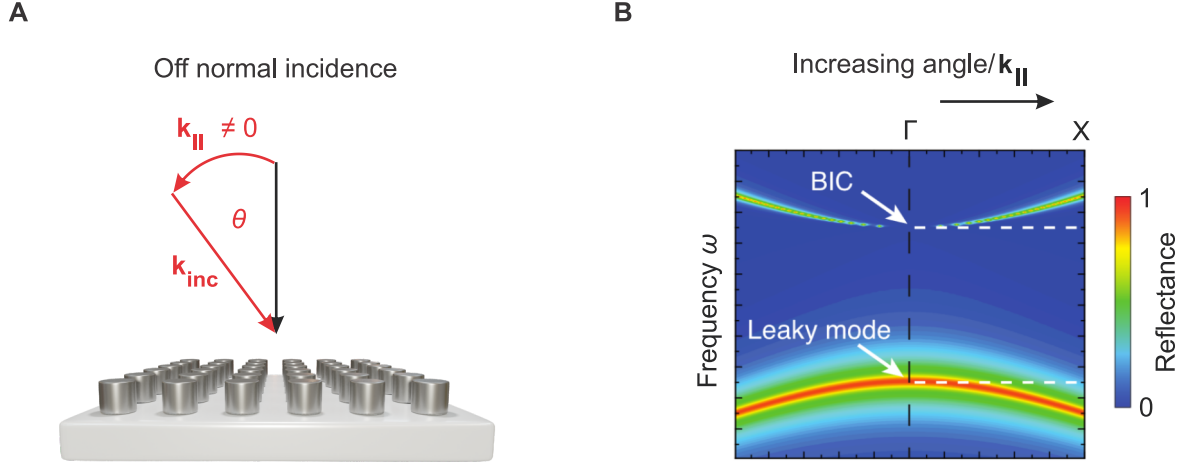 A
Off normal incidence
k|| ≠ 0
θ
kinc
B
Increasing angle/k||
Γ
X
BIC
Leaky mode
Frequency ω
1
0
Reflectance